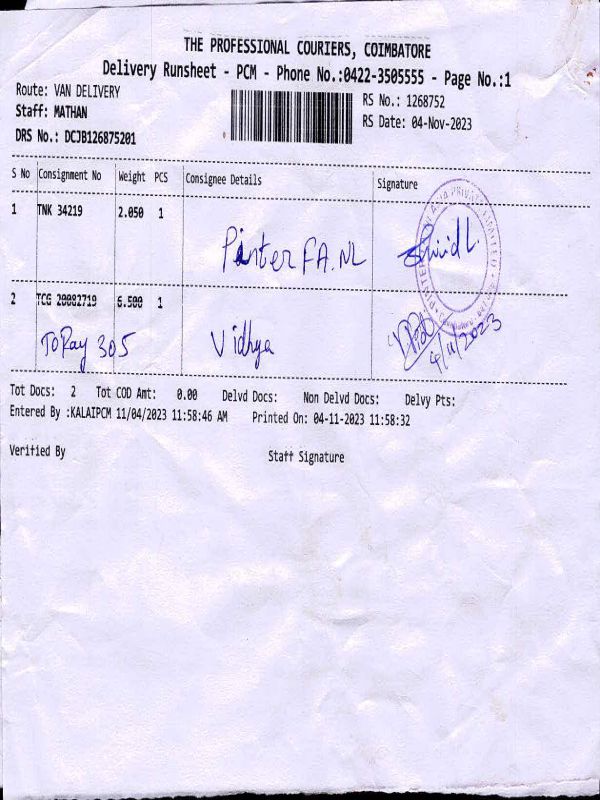 THE PROFESSIONAL COURIERS, COIMBATORE
Delivery Runsheet - PCM - Phone No.:0422-3505555 - Page No.:1
Route: VAN DELIVERY
RS No.: 1268752
Staff: MATHAN
RS Date: 04-Nov-2023
DRS No.: DCJB126875201
S No Consignment No Weight PCS Consignee Details Signature
1 TNK 34219 2.050 1
2 TCG 20082719 6.500 1
To Pay 305 Vidhya
4/11/2023
Tot Docs: 2 Tot COD Amt: 0.00 Delvd Docs: Non Delvd Docs: Delvy Pts:
Entered By :KALAIPCM 11/04/2023 11:58:46 AM Printed On: 04-11-2023 11:58:32
Verified By Staff Signature